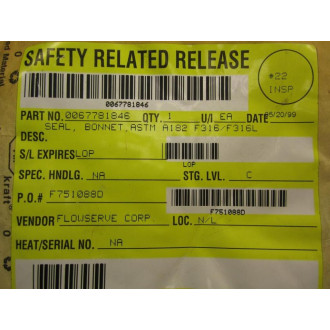 SAFETY RELATED RELEASE
*22
INSP
0067781846
PART NO. 0067781846 QTY. 1 U/I EA DATE 05/20/99
DESC. SEAL, BONNET,ASTM A182 F316/F316L
S/L EXPIRES LOP
LOP
SPEC. HNDLG. NA STG. LVL. C
P.O.# F751088D
F751088D
VENDOR FLOWSERVE CORP. LOC. N/L
HEAT/SERIAL NO. NA
kraft